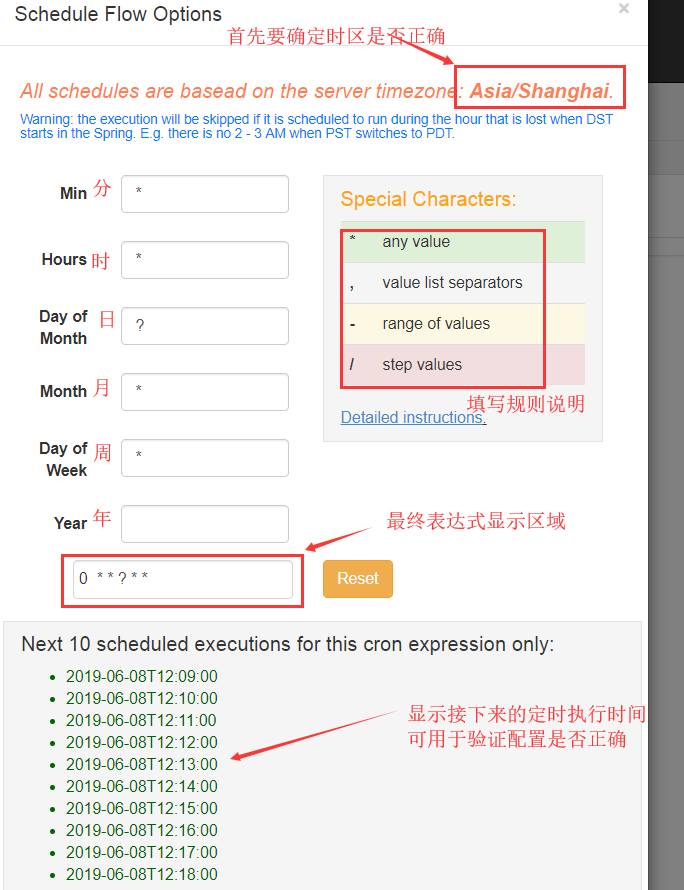 Schedule Flow Options
×
首先要确定时区是否正确
All schedules are basead on the server timezone: Asia/Shanghai.
Warning: the execution will be skipped if it is scheduled to run during the hour that is lost when DST
starts in the Spring. E.g. there is no 2 - 3 AM when PST switches to PDT.
Min 分 *
Hours 时 *
Day of
Month 日 ?
Month 月 *
Day of
Week 周 *
Year 年
Special Characters:
* any value
, value list separators
- range of values
/ step values
填写规则说明
Detailed instructions.
最终表达式显示区域
0 * * ? * *
Reset
Next 10 scheduled executions for this cron expression only:
• 2019-06-08T12:09:00
• 2019-06-08T12:10:00
• 2019-06-08T12:11:00
• 2019-06-08T12:12:00
• 2019-06-08T12:13:00
• 2019-06-08T12:14:00
• 2019-06-08T12:15:00
• 2019-06-08T12:16:00
• 2019-06-08T12:17:00
• 2019-06-08T12:18:00
显示接下来的定时执行时间
可用于验证配置是否正确